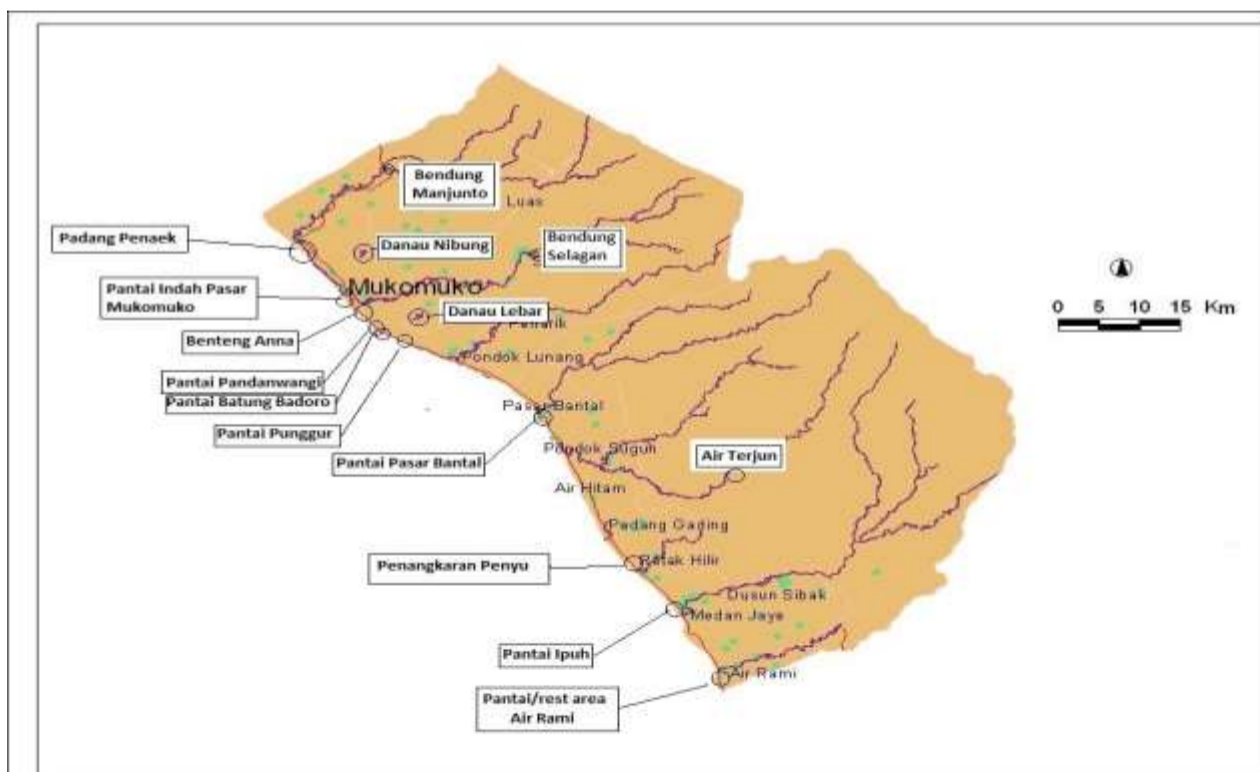 Bendung
Manjunto
Luas
Padang Penaek
Danau Nibung
Bendung
Selagan
Mukomuko
Pantai Indah Pasar
Mukomuko
Danau Lebar
Benteng Anna
Pondok Lunang
Pantai Pandanwangi
Pantai Batung Badoro
Pasar Bantal
Pantai Punggur
Pondok Suguh
Pantai Pasar Bantal
Air Terjun
Air Hitam
Padang Gading
Penangkaran Penyu
Retak Hilir
Dusun Sibak
Medan Jaya
Pantai Ipuh
Air Rami
Pantai/rest area
Air Rami
0 5 10 15 Km